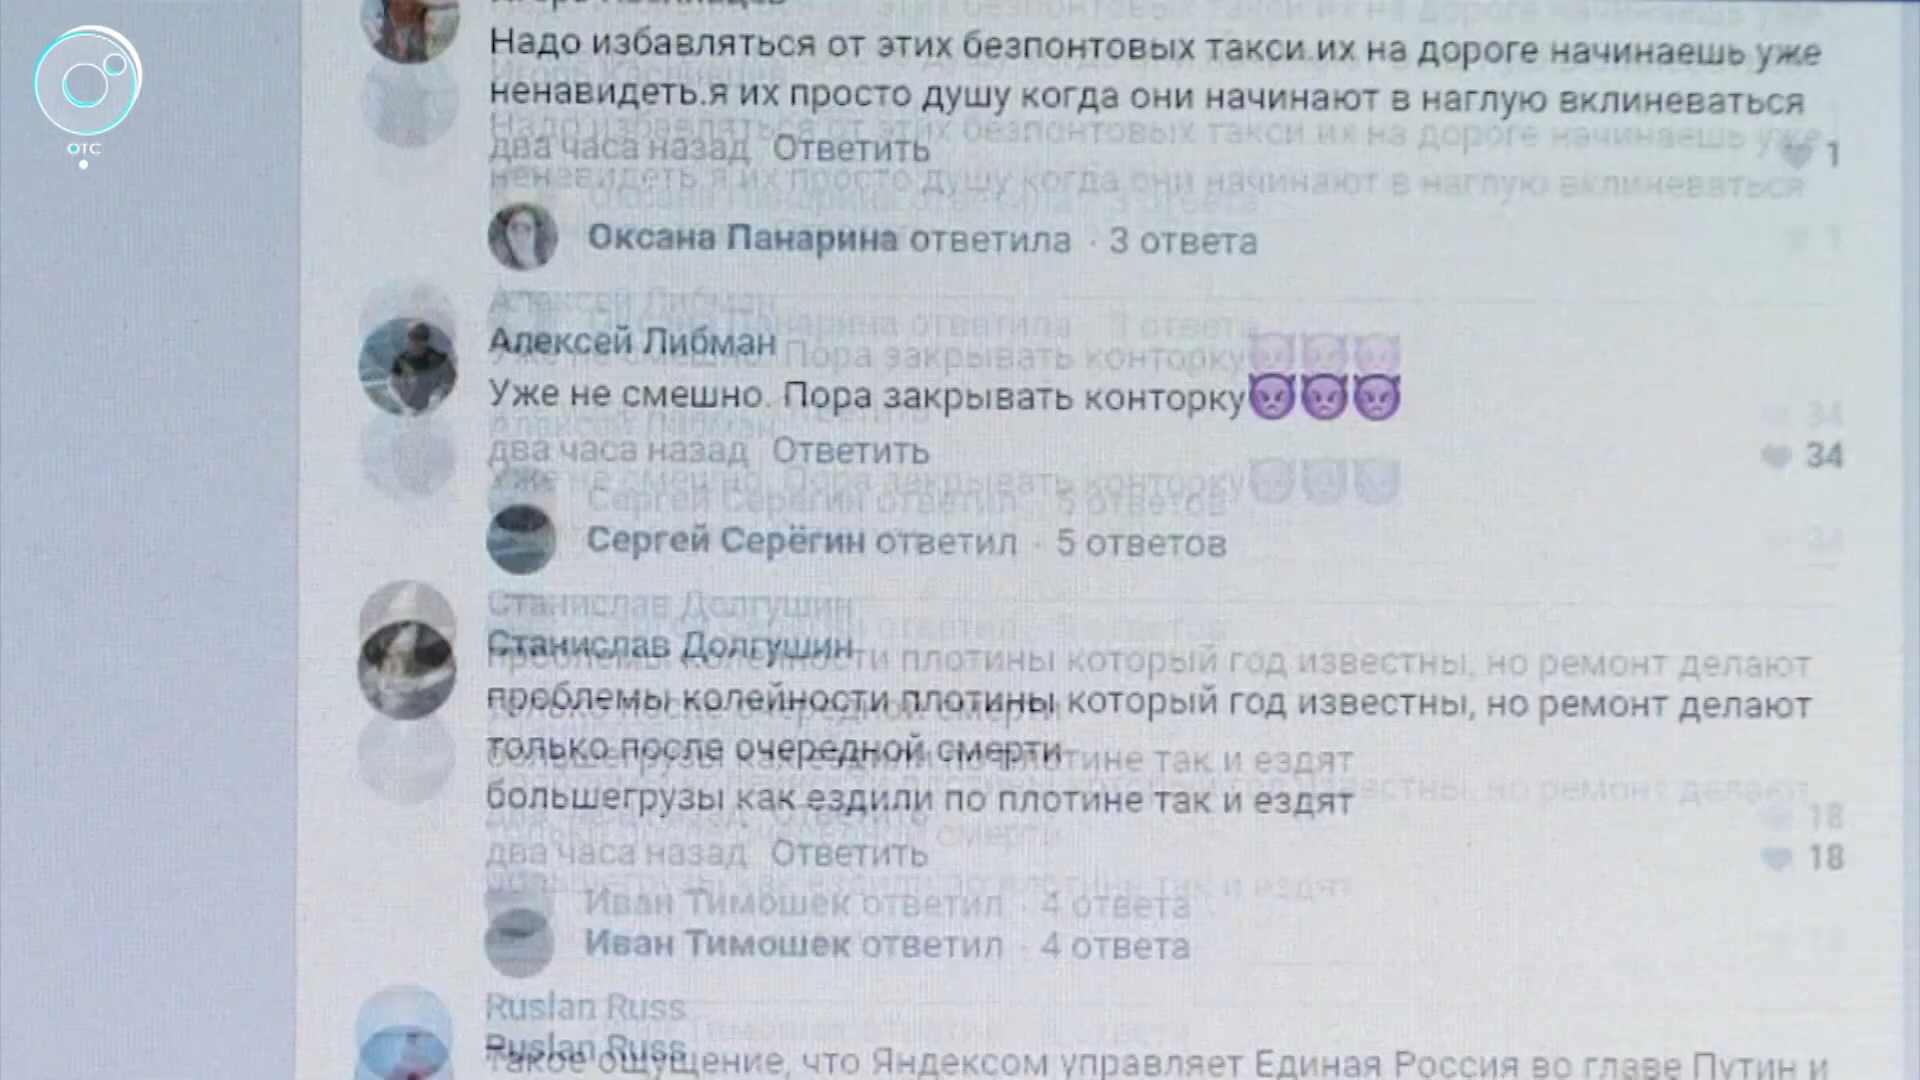 ОТС
Надо избавляться от этих безпонтовых такси.их на дороге начинаешь уже
ненавидеть.я их просто душу когда они начинают в наглую вклиневаться
два часа назад Ответить
1
Оксана Панарина ответила · 3 ответа
Алексей Либман
Уже не смешно. Пора закрывать конторку😈😈😈
два часа назад Ответить
34
Сергей Серёгин ответил · 5 ответов
Станислав Долгушин
проблемы колейности плотины который год известны, но ремонт делают
только после очередной смерти
большегрузы как ездили по плотине так и ездят
два часа назад Ответить
18
Иван Тимошек ответил · 4 ответа
Ruslan Russ
Такое ощущение, что Яндексом управляет Единая Россия во главе Путин и